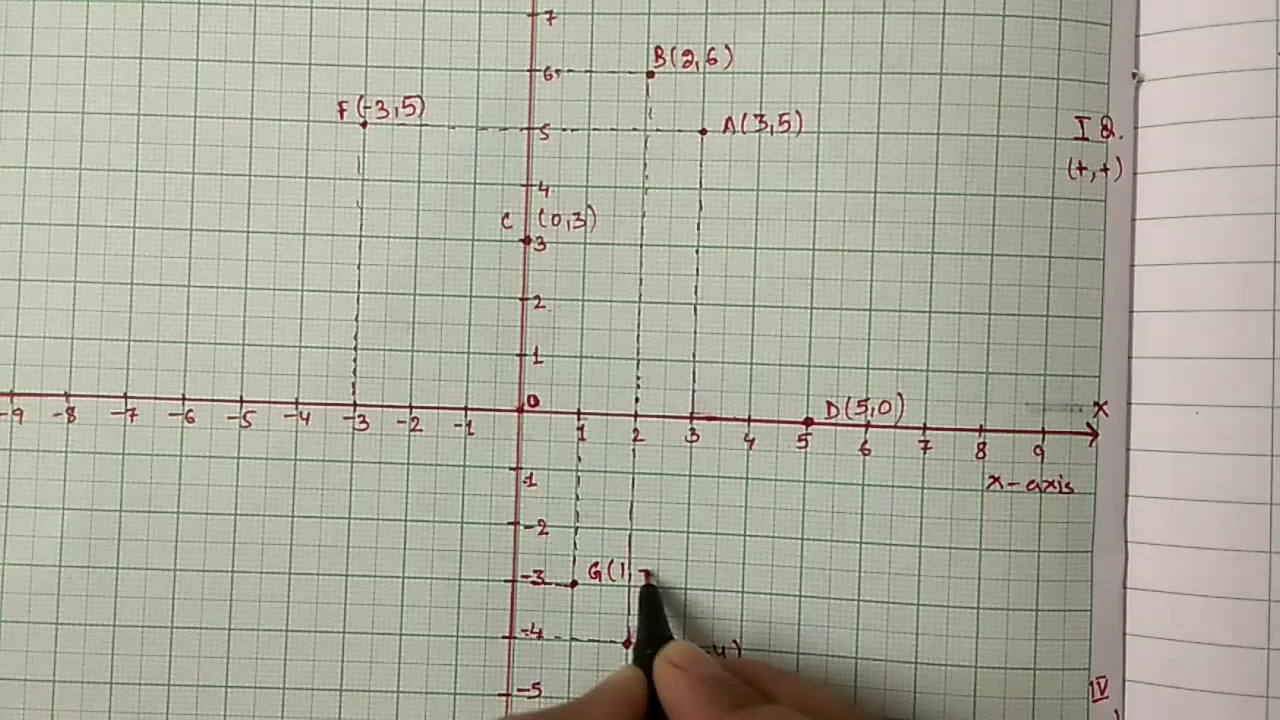 7
6 B(2,6)
F(-3,5)
5 A(3,5) I Q.
(+,+)
4
C (0,3)
3
2
1
0 D(5,0) X
-9 -8 -7 -6 -5 -4 -3 -2 -1 1 2 3 4 5 6 7 8 9
x-axis
-1
-2
-3 G(1,-
-4 -4)
-5 IV